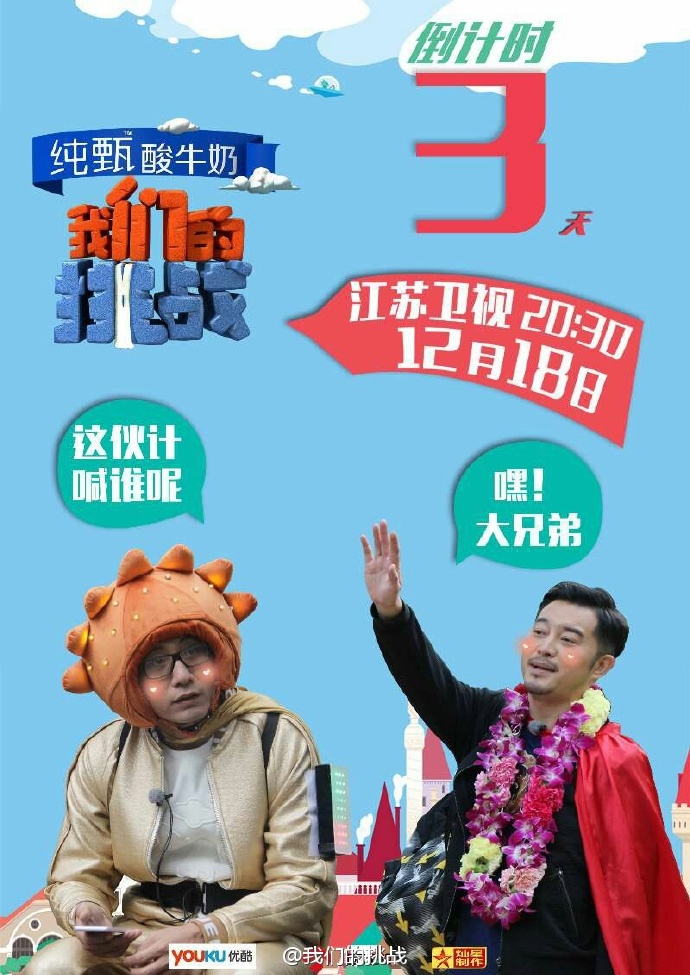 倒计时
3
天
纯甄™酸牛奶
我们的
挑战
江苏卫视 20:30
12月18日
这伙计
喊谁呢
嘿！
大兄弟
YOUKU 优酷
@我们的挑战
灿星
制作